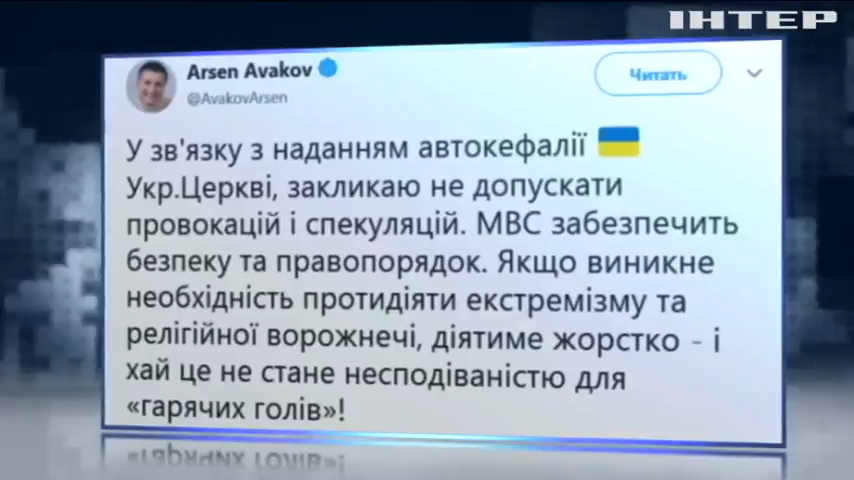 ІНТЕР
Arsen Avakov
@AvakovArsen
Читать
У зв'язку з наданням автокефалії 🇺🇦
Укр.Церкві, закликаю не допускати
провокацій і спекуляцій. МВС забезпечить
безпеку та правопорядок. Якщо виникне
необхідність протидіяти екстремізму та
релігійної ворожнечі, діятиме жорстко - і
хай це не стане несподіваністю для
«гарячих голів»!